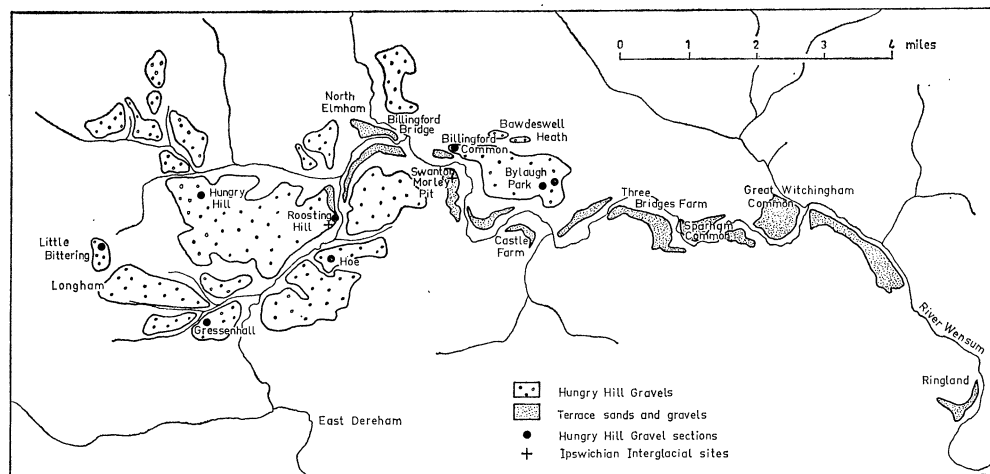 0 1 2 3 4 miles
North
Elmham
Billingford
Bridge
Bawdeswell
Heath
Billingford
Common
Hungry
Hill
Swanton
Morley
Pit
Bylaugh
Park
Roosting
Hill
Three
Bridges Farm
Great Witchingham
Common
Sparham
Common
Little
Bittering
Castle
Farm
Hoe
Longham
Gressenhall
River Wensum
Ringland
East Dereham
Hungry Hill Gravels
Terrace sands and gravels
Hungry Hill Gravel sections
Ipswichian Interglacial sites